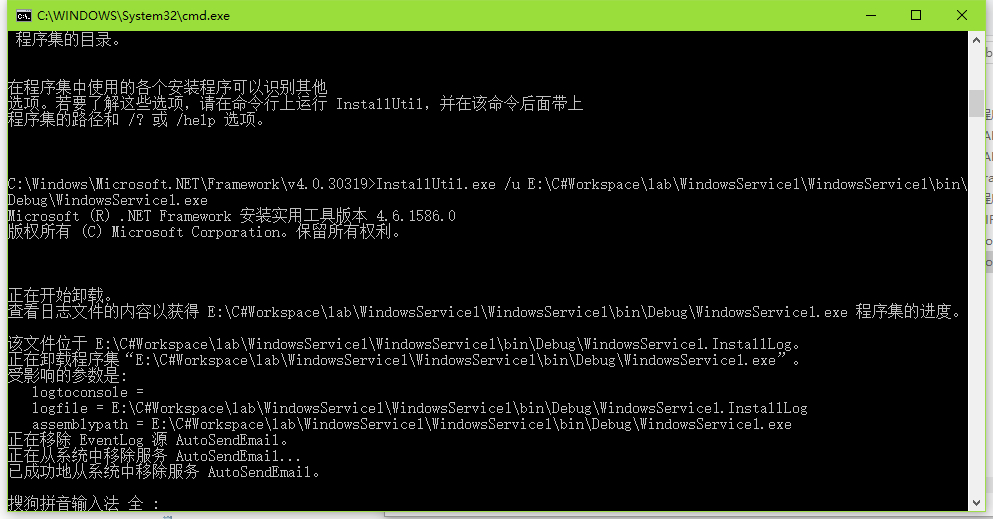 C:\WINDOWS\System32\cmd.exe
程序集的目录。
在程序集中使用的各个安装程序可以识别其他
选项。若要了解这些选项，请在命令行上运行 InstallUtil，并在该命令后面带上
程序集的路径和 /? 或 /help 选项。
C:\Windows\Microsoft.NET\Framework\v4.0.30319>InstallUtil.exe /u E:\C#Workspace\lab\WindowsService1\WindowsService1\bin\
Debug\WindowsService1.exe
Microsoft (R) .NET Framework 安装实用工具版本 4.6.1586.0
版权所有 (C) Microsoft Corporation。保留所有权利。
正在开始卸载。
查看日志文件的内容以获得 E:\C#Workspace\lab\WindowsService1\WindowsService1\bin\Debug\WindowsService1.exe 程序集的进度。
该文件位于 E:\C#Workspace\lab\WindowsService1\WindowsService1\bin\Debug\WindowsService1.InstallLog。
正在卸载程序集“E:\C#Workspace\lab\WindowsService1\WindowsService1\bin\Debug\WindowsService1.exe”。
受影响的参数是:
logtoconsole =
logfile = E:\C#Workspace\lab\WindowsService1\WindowsService1\bin\Debug\WindowsService1.InstallLog
assemblypath = E:\C#Workspace\lab\WindowsService1\WindowsService1\bin\Debug\WindowsService1.exe
正在移除 EventLog 源 AutoSendEmail。
正在从系统中移除服务 AutoSendEmail...
已成功地从系统中移除服务 AutoSendEmail。
搜狗拼音输入法 全 :